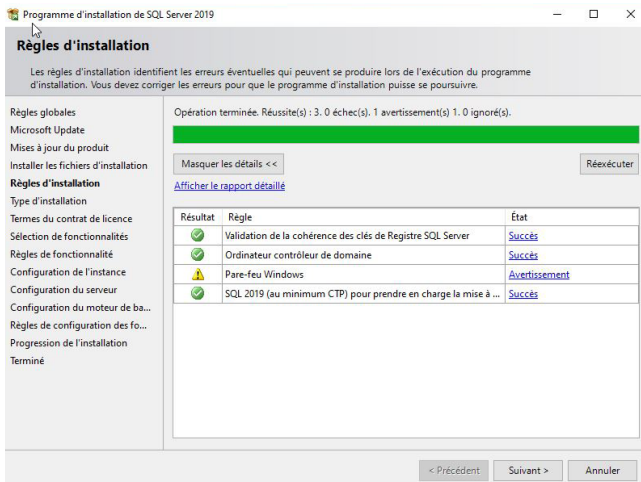 Programme d'installation de SQL Server 2019
Règles d'installation
Les règles d'installation identifient les erreurs éventuelles qui peuvent se produire lors de l'exécution du programme
d'installation. Vous devez corriger les erreurs pour que le programme d'installation puisse se poursuivre.
Règles globales
Microsoft Update
Mises à jour du produit
Installer les fichiers d'installation
Règles d'installation
Type d'installation
Termes du contrat de licence
Sélection de fonctionnalités
Règles de fonctionnalité
Configuration de l'instance
Configuration du serveur
Configuration du moteur de ba...
Règles de configuration des fo...
Progression de l'installation
Terminé
Opération terminée. Réussite(s) : 3. 0 échec(s). 1 avertissement(s) 1. 0 ignoré(s).
Masquer les détails <<
Réexécuter
Afficher le rapport détaillé
Résultat Règle État
Validation de la cohérence des clés de Registre SQL Server Succès
Ordinateur contrôleur de domaine Succès
Pare-feu Windows Avertissement
SQL 2019 (au minimum CTP) pour prendre en charge la mise à ... Succès
< Précédent Suivant > Annuler